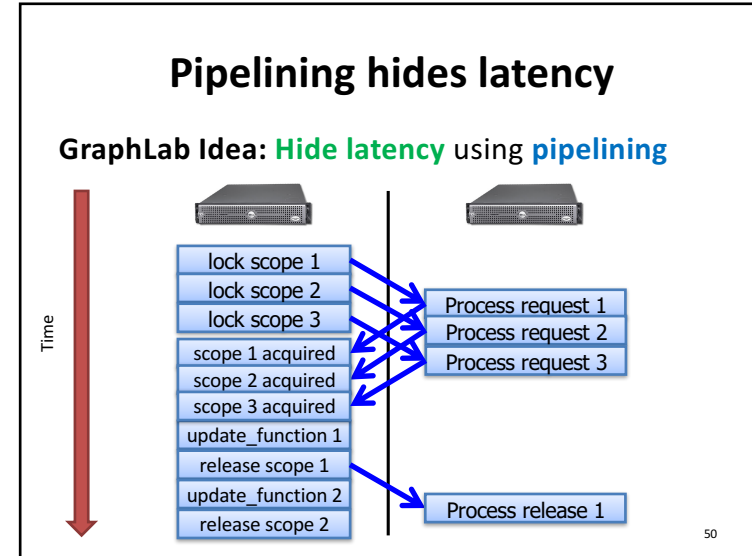 Pipelining hides latency
GraphLab Idea: Hide latency using pipelining
Time
lock scope 1
lock scope 2
lock scope 3
scope 1 acquired
scope 2 acquired
scope 3 acquired
update_function 1
release scope 1
update_function 2
release scope 2
Process request 1
Process request 2
Process request 3
Process release 1
50